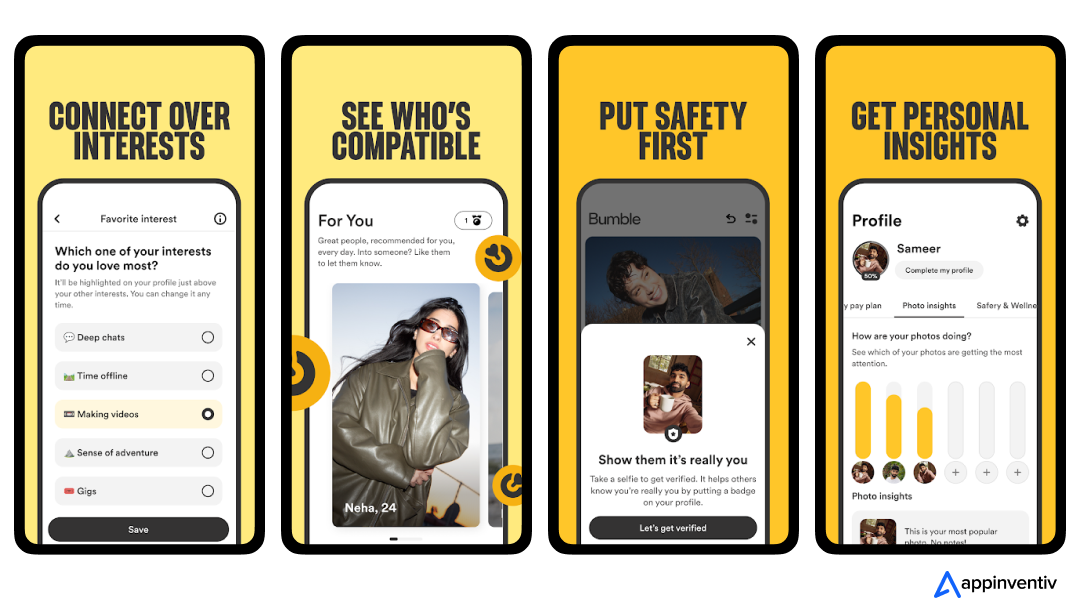 CONNECT OVER
INTERESTS
Favorite interest
Which one of your interests
do you love most?
It'll be highlighted on your profile just above
your other interests. You can change it any
time.
Deep chats
Time offline
Making videos
Sense of adventure
Gigs
Save
SEE WHO'S
COMPATIBLE
For You
1
Great people, recommended for you,
every day. Into someone? Like them
to let them know.
Neha, 24
PUT SAFETY
FIRST
Bumble
Show them it's really you
Take a selfie to get verified. It helps others
know you're really you by putting a badge
on your profile.
Let's get verified
GET PERSONAL
INSIGHTS
Profile
Sameer
50%
Complete my profile
y pay plan
Photo insights
Safery & Wellne
How are your photos doing?
See which of your photos are getting the most
attention.
Photo insights
This is your most popular
photo. No notes!
appinventiv